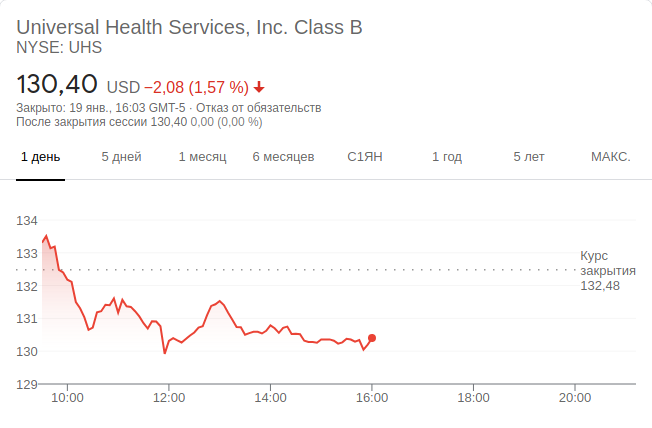 Universal Health Services, Inc. Class B
NYSE: UHS
130,40 USD −2,08 (1,57 %)
Закрыто: 19 янв., 16:03 GMT-5 · Отказ от обязательств
После закрытия сессии 130,40 0,00 (0,00 %)
1 день 5 дней 1 месяц 6 месяцев С1ЯН 1 год 5 лет МАКС.
134
133
132
131
130
129
Курс
закрытия
132,48
10:00 12:00 14:00 16:00 18:00 20:00